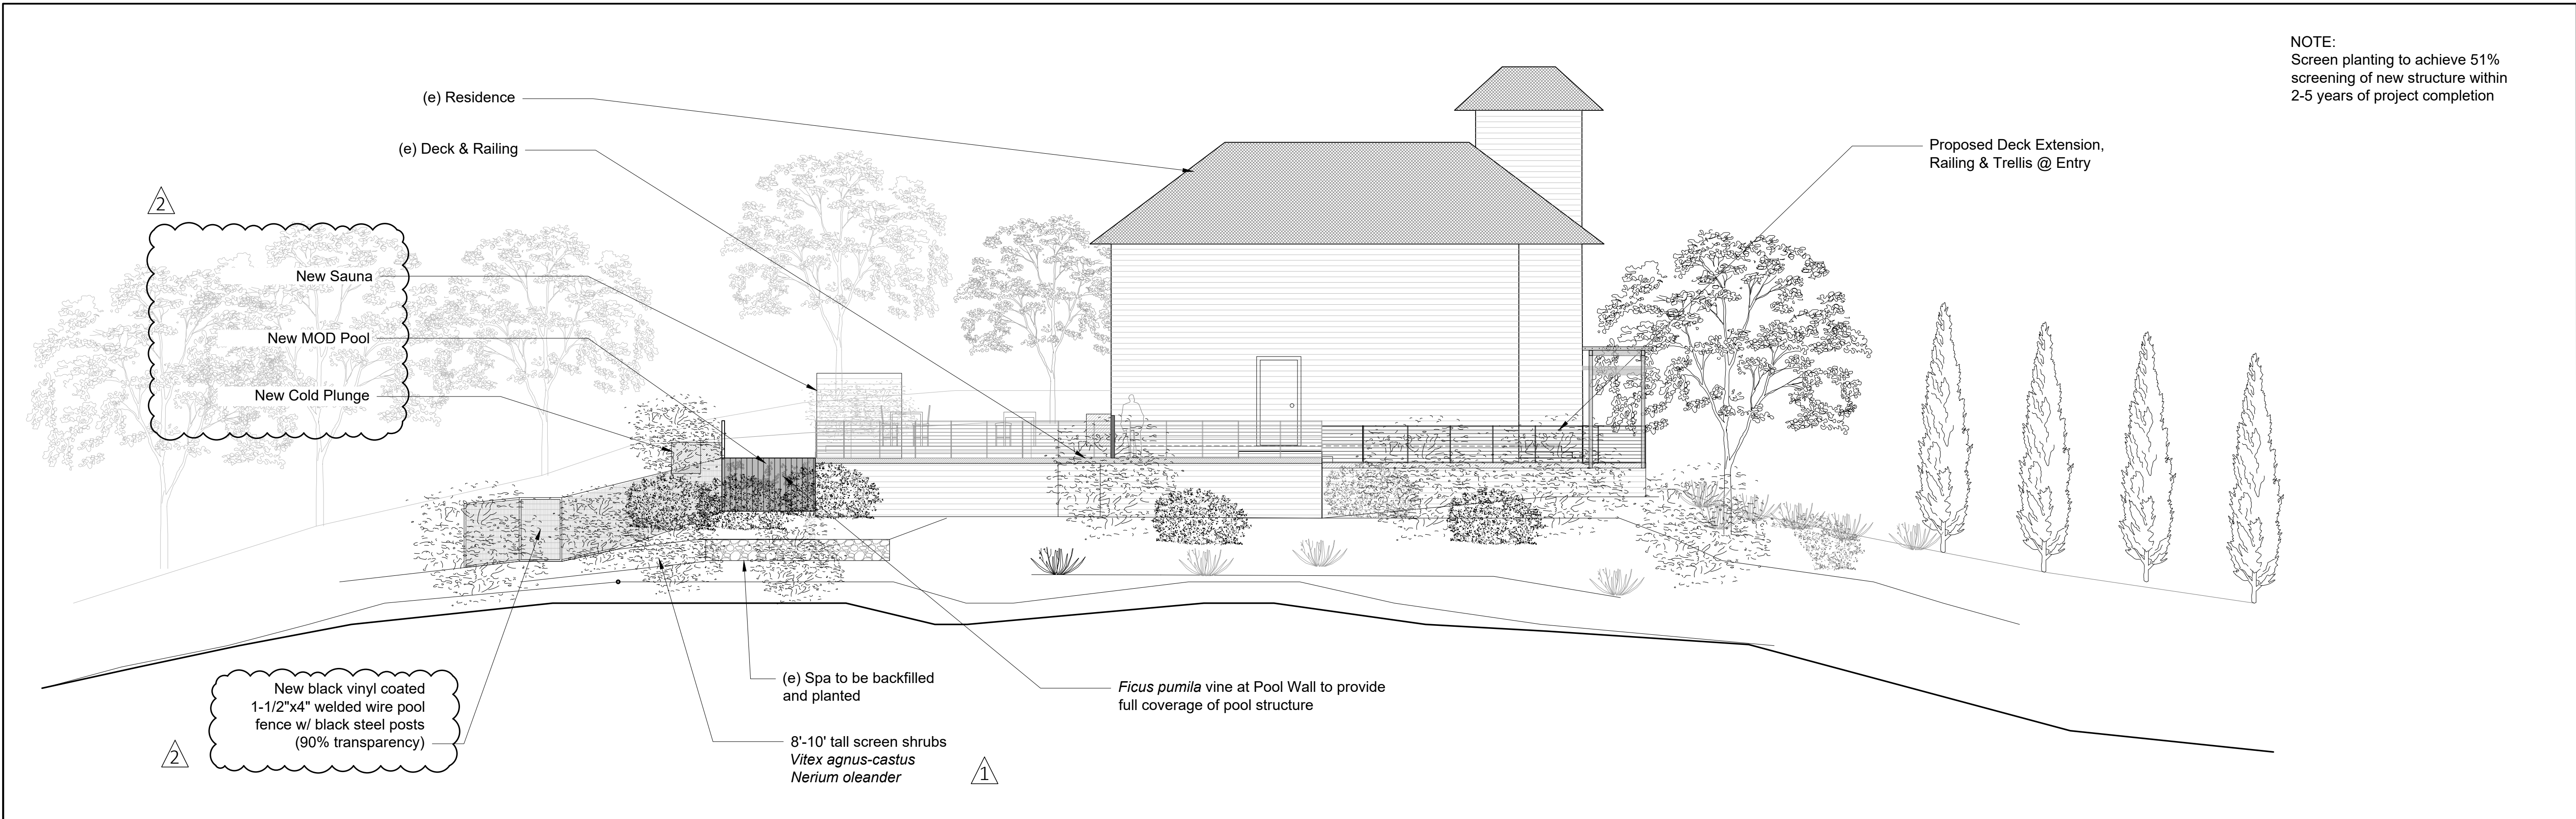 NOTE:
Screen planting to achieve 51%
screening of new structure within
2-5 years of project completion
(e) Residence
(e) Deck & Railing
Proposed Deck Extension,
Railing & Trellis @ Entry
2
New Sauna
New MOD Pool
New Cold Plunge
New black vinyl coated
1-1/2"x4" welded wire pool
fence w/ black steel posts
(90% transparency)
2
(e) Spa to be backfilled
and planted
8'-10' tall screen shrubs
Vitex agnus-castus
Nerium oleander
1
Ficus pumila vine at Pool Wall to provide
full coverage of pool structure